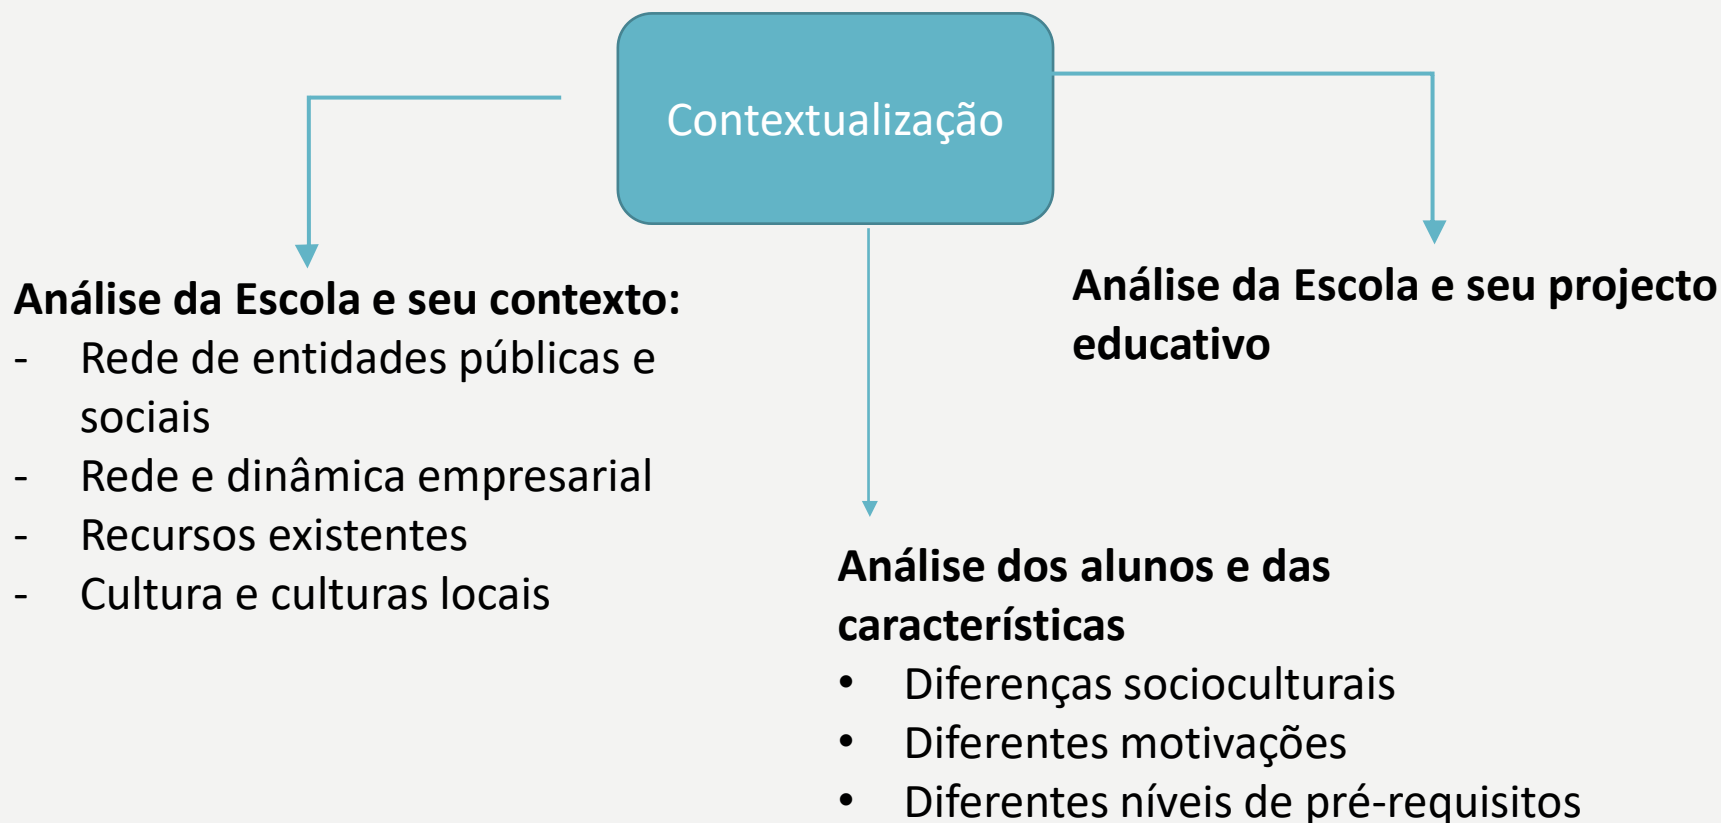 Contextualização
Análise da Escola e seu contexto:
- Rede de entidades públicas e
sociais
- Rede e dinâmica empresarial
- Recursos existentes
- Cultura e culturas locais
Análise da Escola e seu projecto
educativo
Análise dos alunos e das
características
• Diferenças socioculturais
• Diferentes motivações
• Diferentes níveis de pré-requisitos